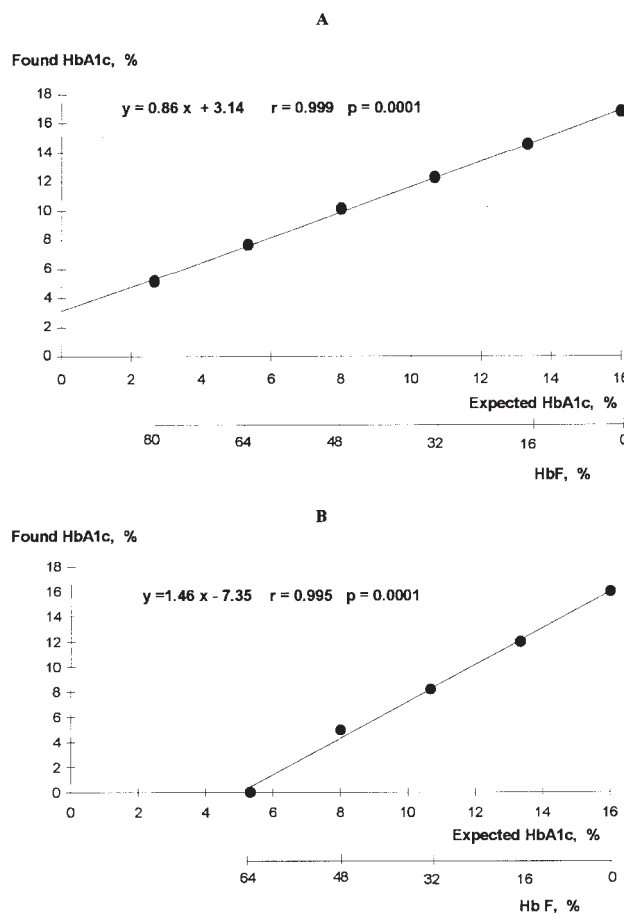 A
Found HbA1c, %
y = 0.86 x + 3.14 r = 0.999 p = 0.0001
18
16
14
12
10
8
6
4
2
0
0 2 4 6 8 10 12 14 16
Expected HbA1c, %
80 64 48 32 16 0
HbF, %
B
Found HbA1c, %
y =1.46 x - 7.35 r = 0.995 p = 0.0001
18
16
14
12
10
8
6
4
2
0
0 2 4 6 8 10 12 14 16
Expected HbA1c, %
64 48 32 16 0
Hb F, %